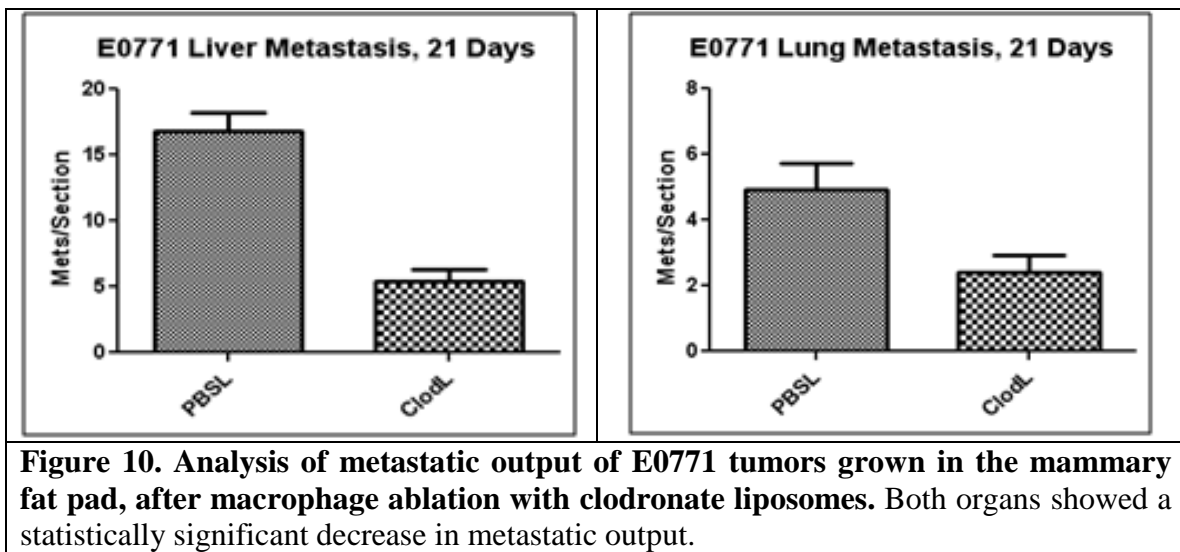 E0771 Liver Metastasis, 21 Days
20
15
10
5
0
Mets/Section
PBSL
ClodL
E0771 Lung Metastasis, 21 Days
8
6
4
2
0
Mets/Section
PBSL
ClodL
Figure 10. Analysis of metastatic output of E0771 tumors grown in the mammary
fat pad, after macrophage ablation with clodronate liposomes. Both organs showed a
statistically significant decrease in metastatic output.